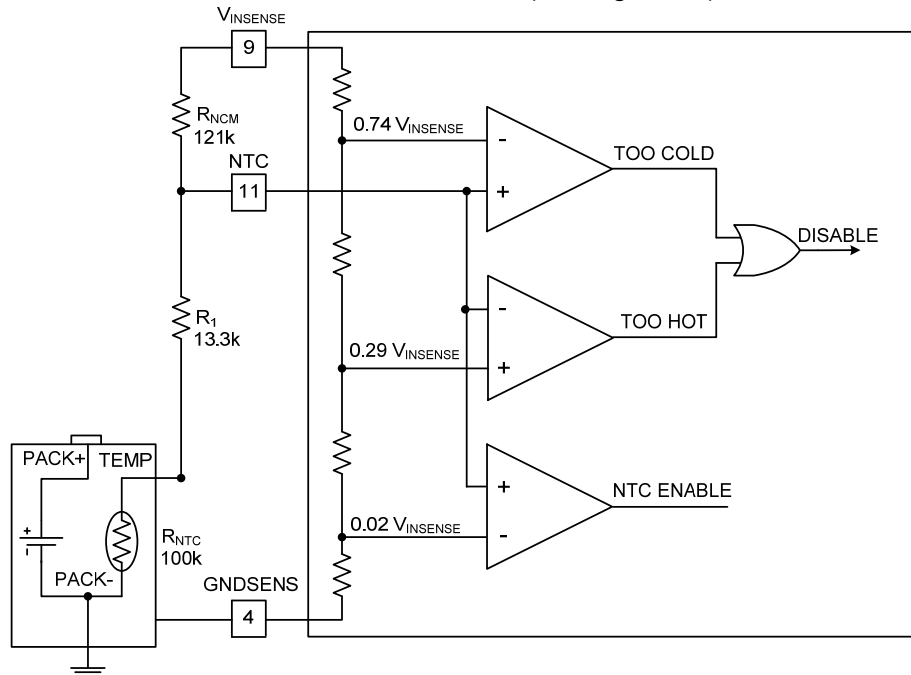 VINSENSE
9
RNCM
121k
0.74 VINSENSE
TOO COLD
NTC
11
DISABLE
R1
13.3k
TOO HOT
0.29 VINSENSE
PACK+
TEMP
NTC ENABLE
RNTC
100k
0.02 VINSENSE
PACK-
GNDSENS
4